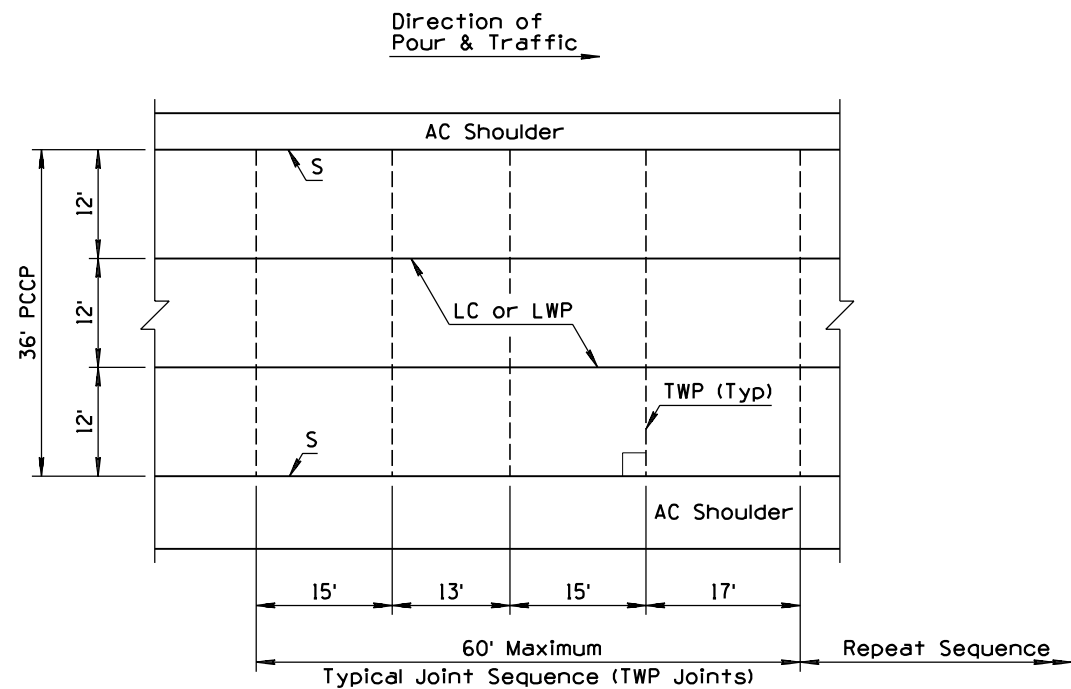 Direction of
Pour & Traffic
AC Shoulder
S
12'
12'
36' PCCP
LC or LWP
12'
TWP (Typ)
S
AC Shoulder
15'
13'
15'
17'
60' Maximum
Repeat Sequence
Typical Joint Sequence (TWP Joints)